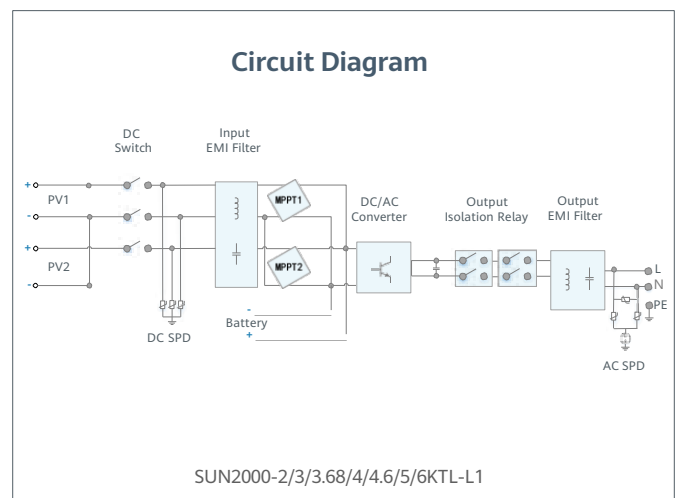 Circuit Diagram
DC
Switch
Input
EMI Filter
+
PV1
-
+
PV2
-
MPPT1
MPPT2
DC/AC
Converter
Output
Isolation Relay
Output
EMI Filter
L
N
PE
DC SPD
-
Battery
+
AC SPD
SUN2000-2/3/3.68/4/4.6/5/6KTL-L1